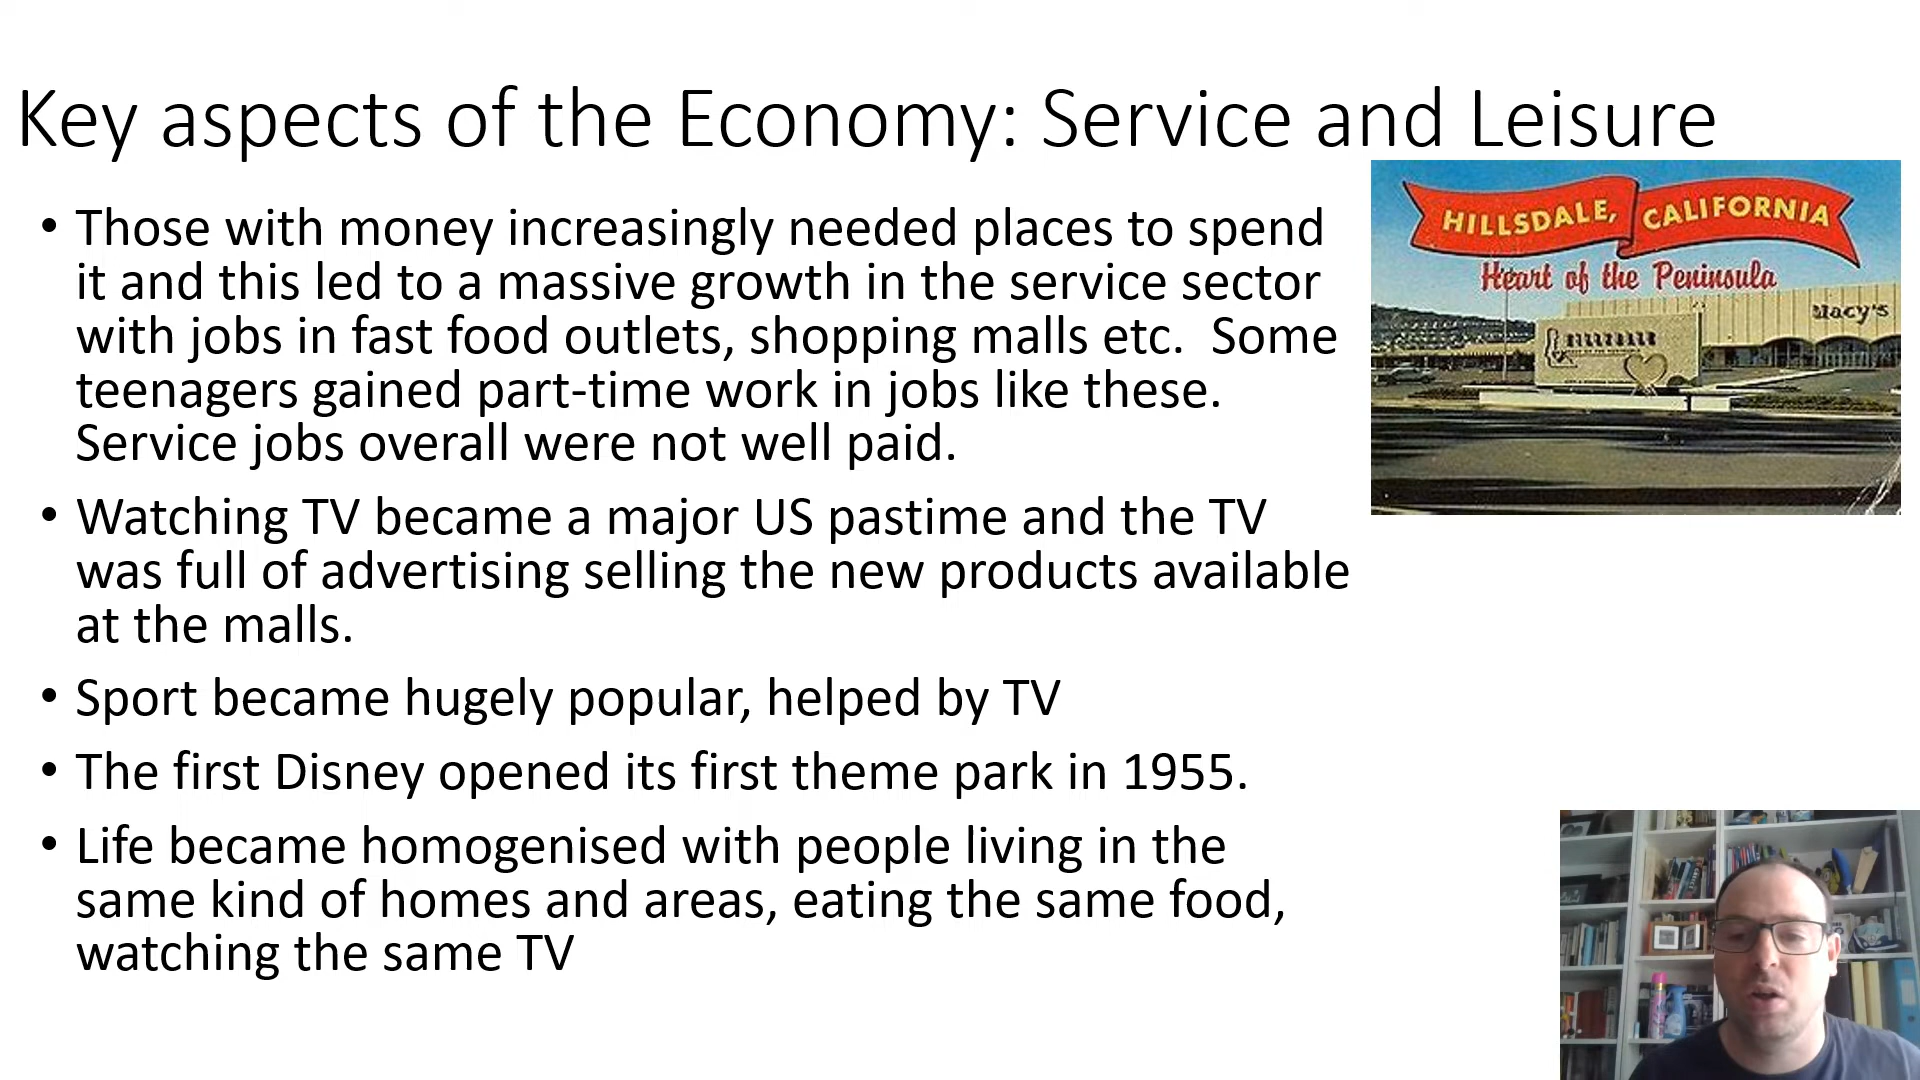 Key aspects of the Economy: Service and Leisure
• Those with money increasingly needed places to spend
it and this led to a massive growth in the service sector
with jobs in fast food outlets, shopping malls etc.  Some
teenagers gained part-time work in jobs like these.
Service jobs overall were not well paid.
• Watching TV became a major US pastime and the TV
was full of advertising selling the new products available
at the malls.
• Sport became hugely popular, helped by TV
• The first Disney opened its first theme park in 1955.
• Life became homogenised with people living in the
same kind of homes and areas, eating the same food,
watching the same TV
HILLSDALE, CALIFORNIA
Heart of the Peninsula
Macy's
HILLSDALE